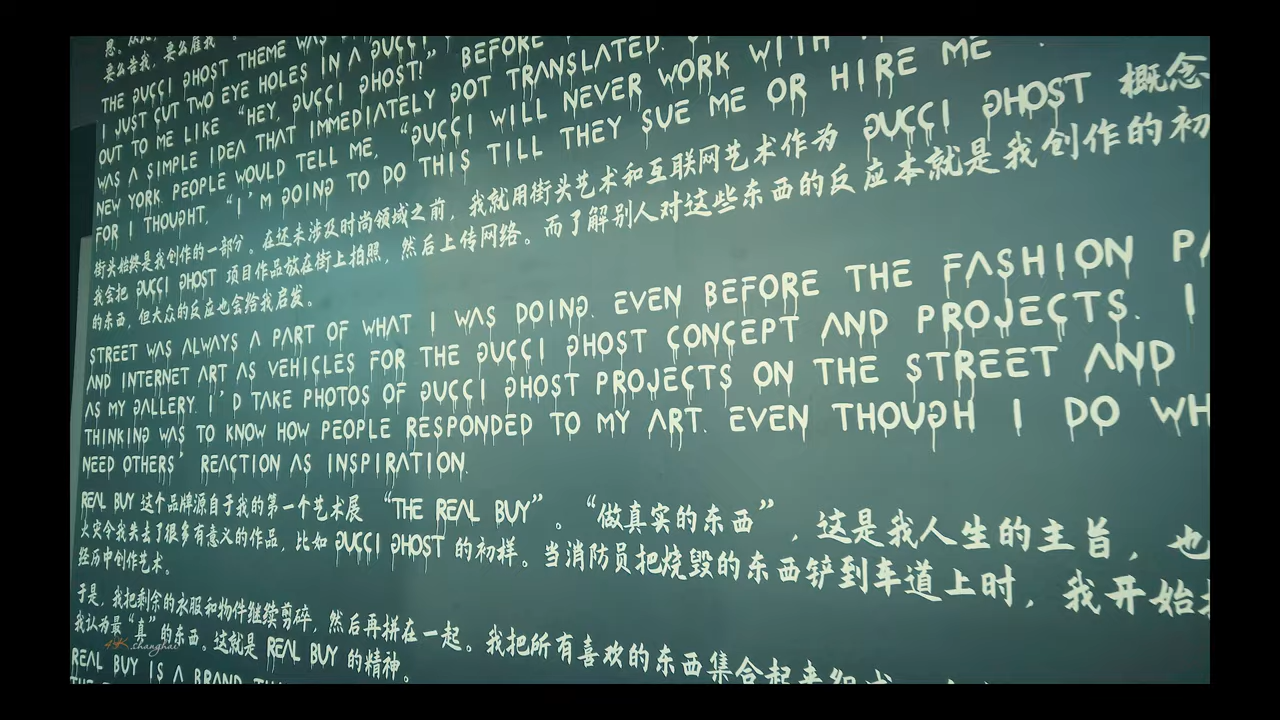 要么告我，要么雇我
THE GUCCI GHOST THEME WAS
I JUST CUT TWO EYE HOLES IN A GUCCI
OUT TO ME LIKE “HEY, GUCCI GHOST!” BEFORE
WAS A SIMPLE IDEA THAT IMMEDIATELY GOT TRANSLATED.
NEW YORK. PEOPLE WOULD TELL ME, “GUCCI WILL NEVER WORK WITH
FOR I THOUGHT, “I’M GOING TO DO THIS TILL THEY SUE ME OR HIRE ME
街头始终是我创作的一部分。在还未涉及时尚领域之前，我就用街头艺术和互联网艺术作为 GUCCI GHOST 概念
我会把 GUCCI GHOST 项目作品放在街上拍照，然后上传网络。而了解别人对这些东西的反应本就是我创作的初
的东西，但大众的反应也会给我启发。
STREET WAS ALWAYS A PART OF WHAT I WAS DOING. EVEN BEFORE THE FASHION
AND INTERNET ART AS VEHICLES FOR THE GUCCI GHOST CONCEPT AND PROJECTS. I
AS MY GALLERY. I’D TAKE PHOTOS OF GUCCI GHOST PROJECTS ON THE STREET AND
THINKING WAS TO KNOW HOW PEOPLE RESPONDED TO MY ART. EVEN THOUGH I DO
NEED OTHERS’ REACTION AS INSPIRATION.
REAL BUY 这个品牌源自于我的第一个艺术展 “THE REAL BUY”。“做真实的东西”，这是我人生的主旨，也
火灾令我失去了很多有意义的作品，比如 GUCCI GHOST 的初样。当消防员把烧毁的东西铲到车道上时，我开始
经历中创作艺术。
于是，我把剩余的衣服和物件继续剪碎，然后再拼在一起。我把所有喜欢的东西集合起来
我认为最“真”的东西。这就是 REAL BUY 的精神。
4K.shanghai
REAL BUY IS A BRAND